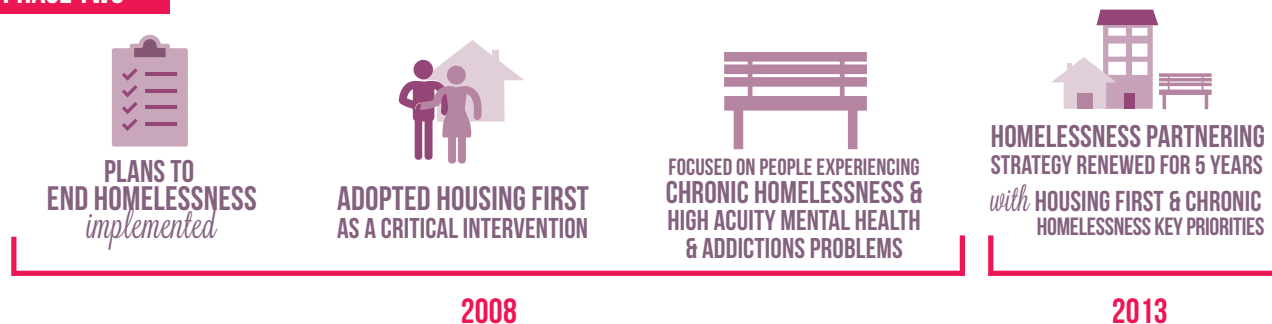 PHASE TWO
PLANS TO
END HOMELESSNESS
implemented
ADOPTED HOUSING FIRST
AS A CRITICAL INTERVENTION
FOCUSED ON PEOPLE EXPERIENCING
CHRONIC HOMELESSNESS &
HIGH ACUITY MENTAL HEALTH
& ADDICTIONS PROBLEMS
HOMELESSNESS PARTNERING
STRATEGY RENEWED FOR 5 YEARS
with HOUSING FIRST & CHRONIC
HOMELESSNESS KEY PRIORITIES
2008
2013